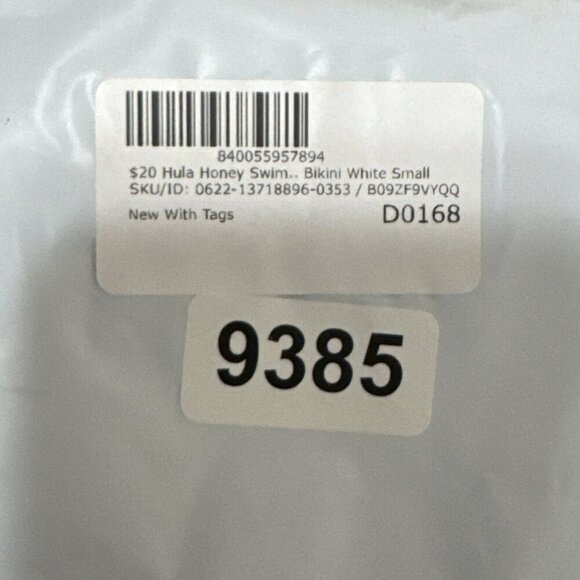 840055957894
$20 Hula Honey Swim.. Bikini White Small
SKU/ID: 0622-13718896-0353 / B09ZF9VYQQ
New With Tags D0168
9385